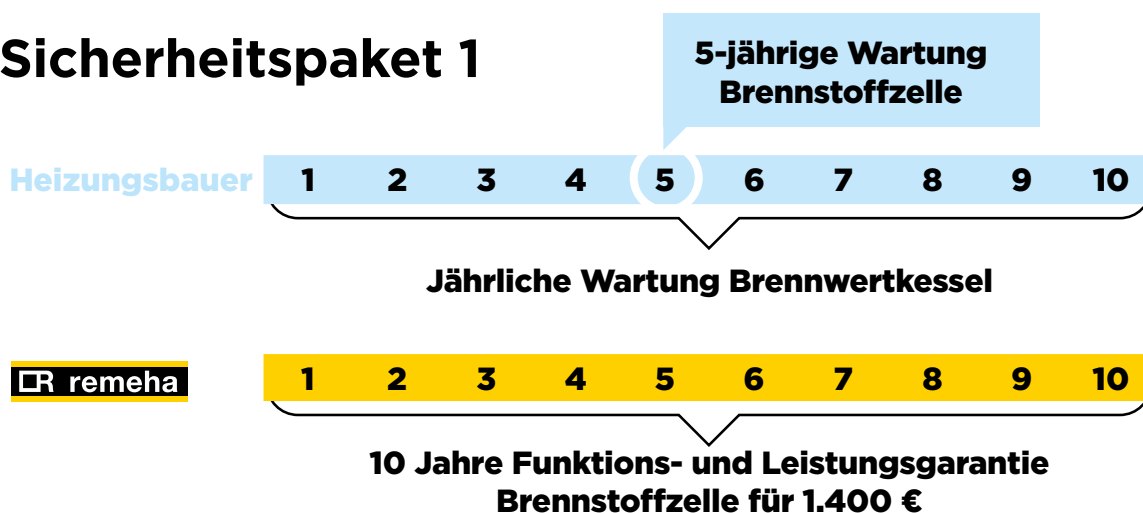 Sicherheitspaket 1
5-jährige Wartung
Brennstoffzelle
Heizungsbauer 1 2 3 4 5 6 7 8 9 10
Jährliche Wartung Brennwertkessel
remeha 1 2 3 4 5 6 7 8 9 10
10 Jahre Funktions- und Leistungsgarantie
Brennstoffzelle für 1.400 €